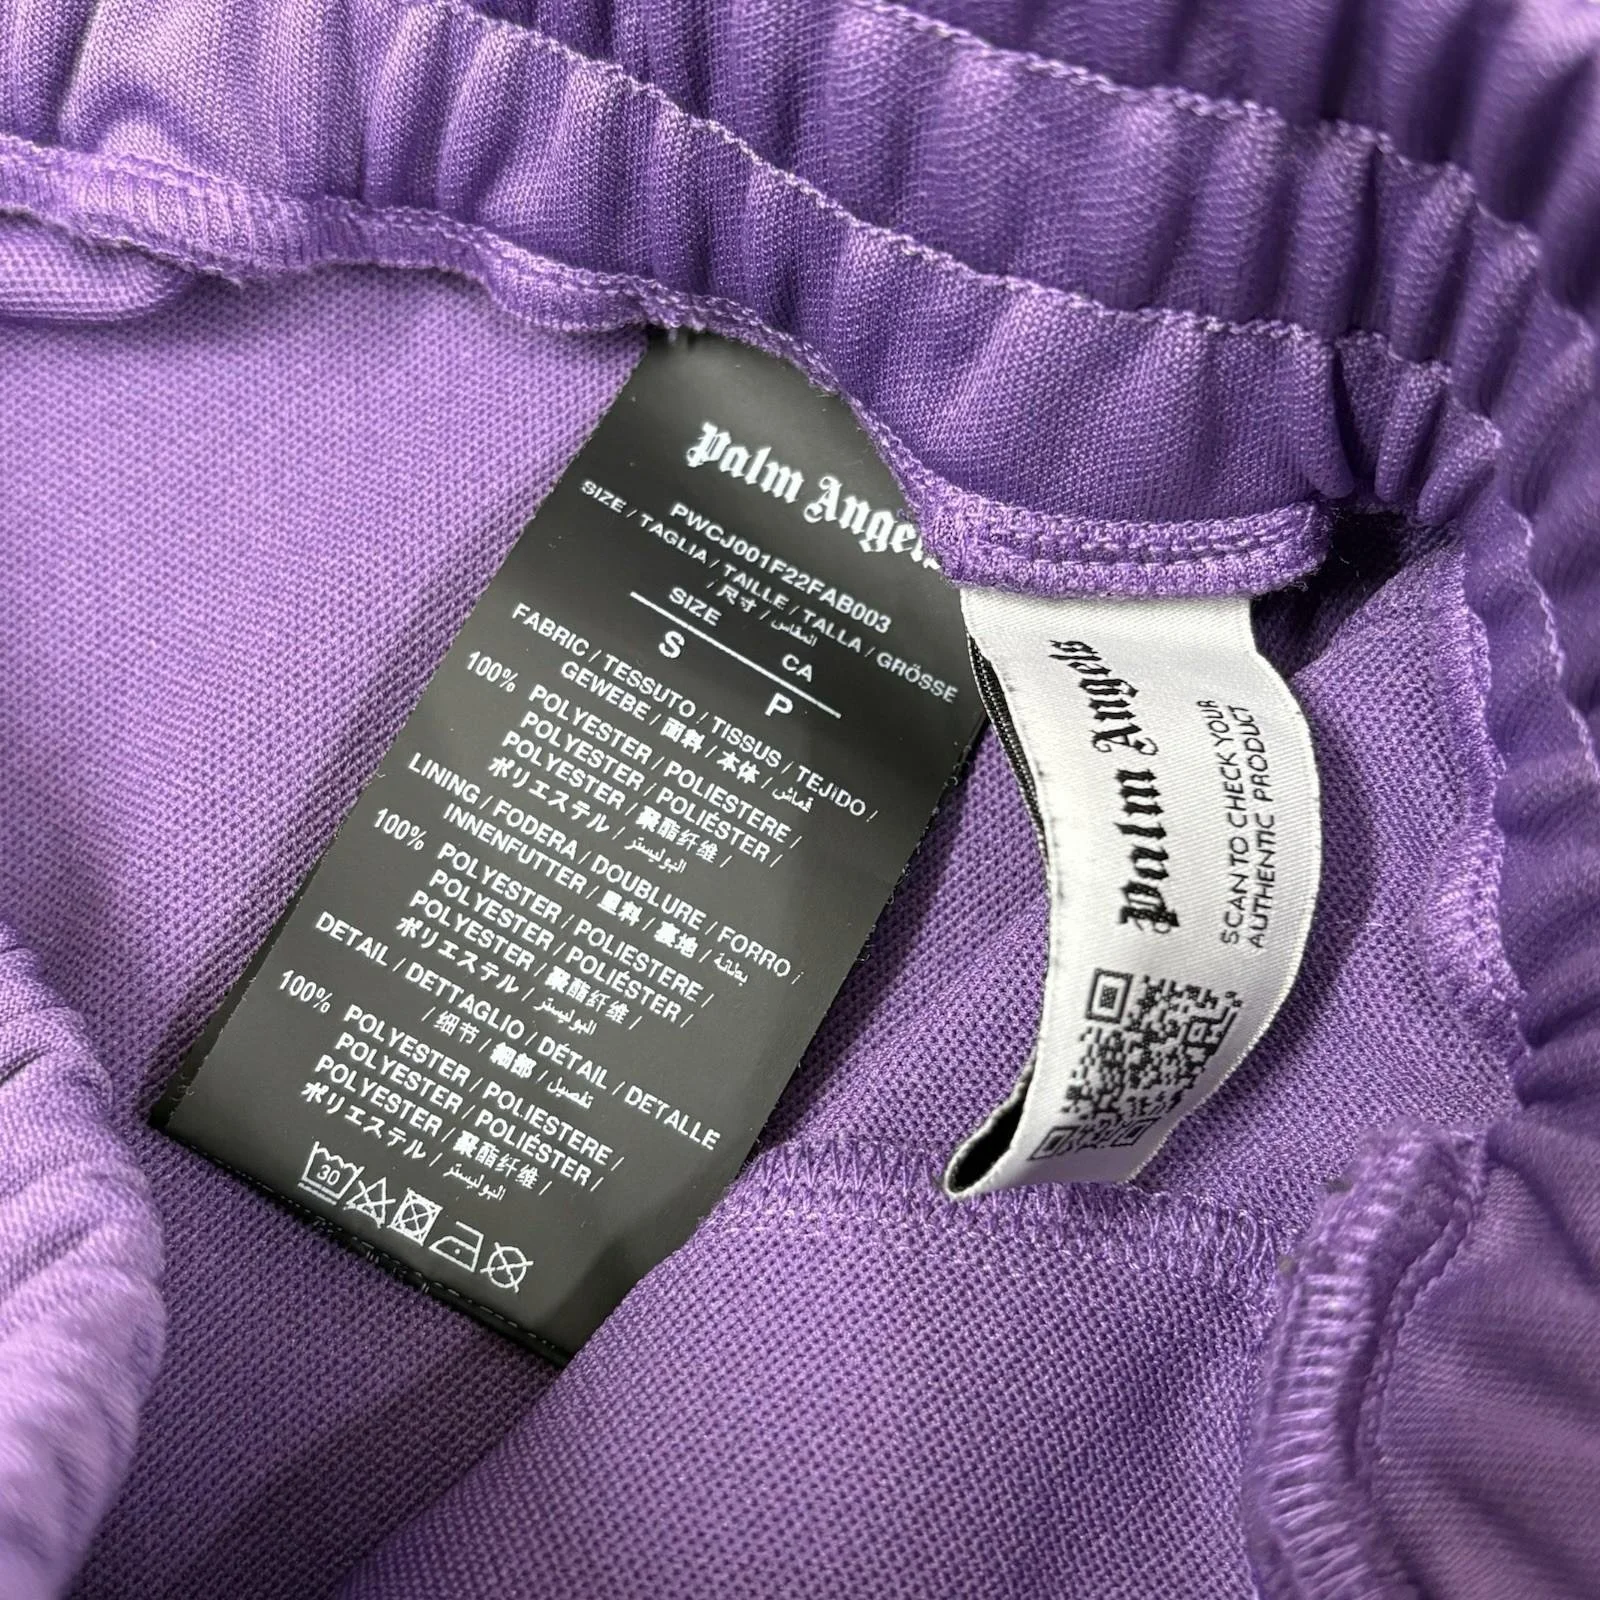 Palm Angels
PWCJ001F22FAB003
SIZE / TAGLIA / TAILLE / TALLA / GRÖSSE
/ 尺寸 / المقاس
SIZE CA
S P
FABRIC / TESSUTO / TISSUS / TEJIDO /
GEWEBE / 面料 / 本体 / قماش
100% POLYESTER / POLIESTERE /
POLYESTER / POLIÉSTER /
POLYESTER / 聚酯纤维 /
ポリエステル / البوليستر
LINING / FODERA / DOUBLURE / FORRO /
INNENFUTTER / 里料 / 裏地 / بطانة
100% POLYESTER / POLIESTERE /
POLYESTER / POLIÉSTER /
POLYESTER / 聚酯纤维 /
ポリエステル / البوليستر
DETAIL / DETTAGLIO / DÉTAIL / DETALLE
/ 细节 / 細部 / تفصيل
100% POLYESTER / POLIESTERE /
POLYESTER / POLIÉSTER /
POLYESTER / 聚酯纤维 /
ポリエステル / البوليستر
30
Palm Angels
SCAN TO CHECK YOUR
AUTHENTIC PRODUCT